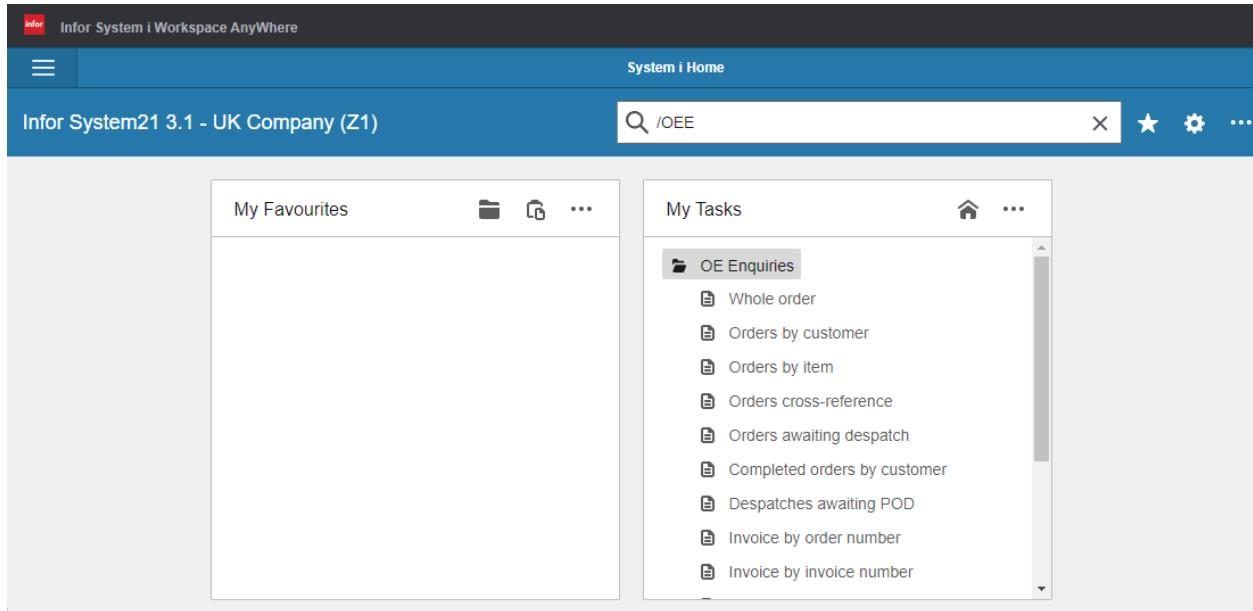 infor
Infor System i Workspace AnyWhere
System i Home
Infor System21 3.1 - UK Company (Z1)
/OEE
My Favourites
My Tasks
OE Enquiries
Whole order
Orders by customer
Orders by item
Orders cross-reference
Orders awaiting despatch
Completed orders by customer
Despatches awaiting POD
Invoice by order number
Invoice by invoice number